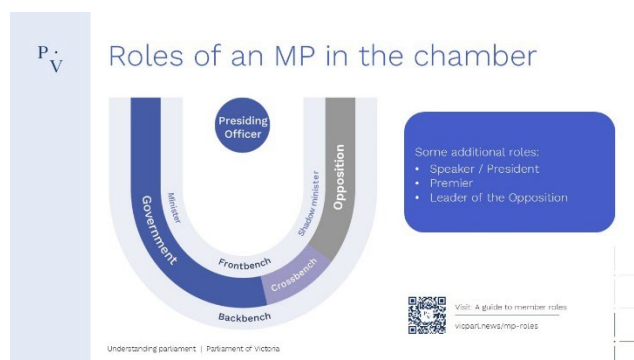 P.
V
Roles of an MP in the chamber
Presiding
Officer
Government
Minister
Shadow minister
Opposition
Frontbench
Crossbench
Backbench
Some additional roles:
• Speaker / President
• Premier
• Leader of the Opposition
Visit: A guide to member roles
vicparl.news/mp-roles
Understanding parliament | Parliament of Victoria